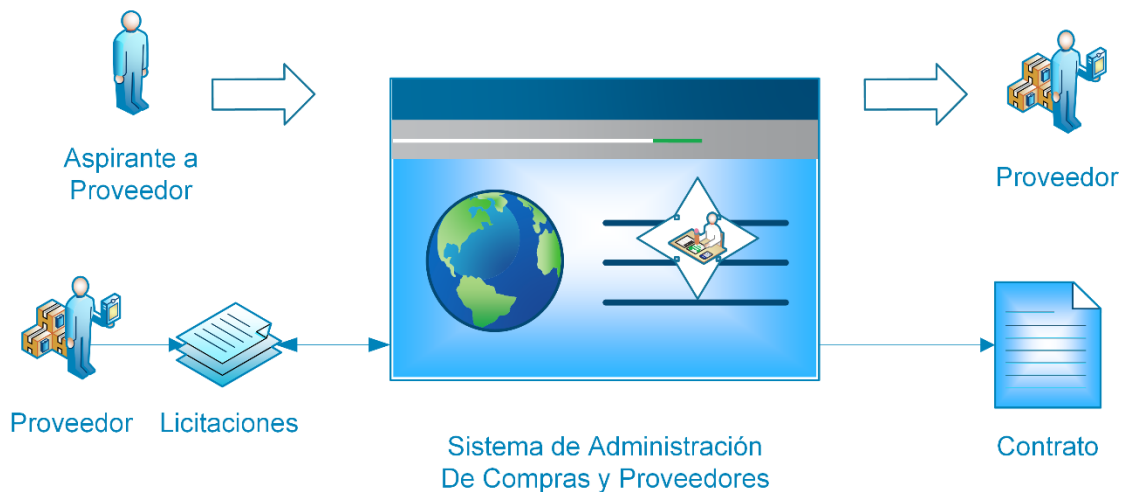 Aspirante a
Proveedor
Proveedor
Proveedor
Licitaciones
Sistema de Administración
De Compras y Proveedores
Contrato